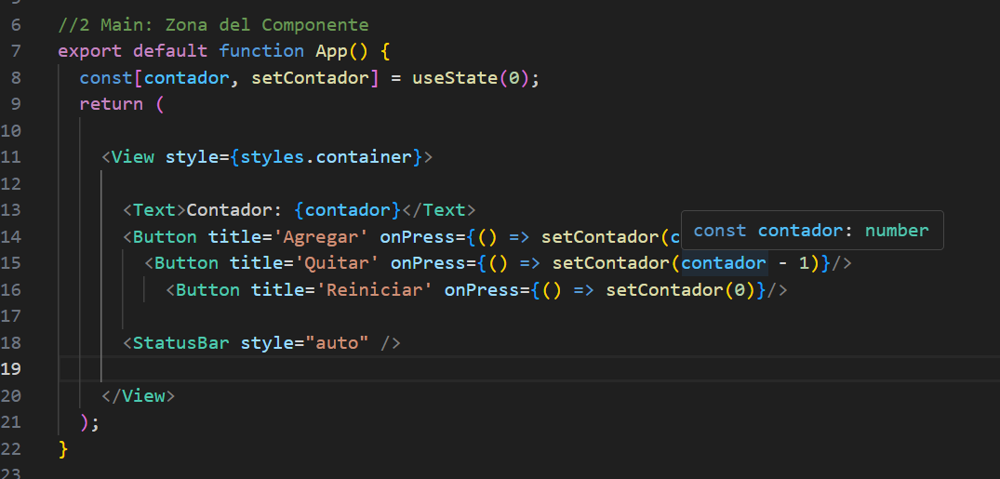 6 //2 Main: Zona del Componente
7 export default function App() {
8 const[contador, setContador] = useState(0);
9 return (
10
11 <View style={styles.container}>
12
13 <Text>Contador: {contador}</Text>
14 <Button title='Agregar' onPress={() => setContador(c
const contador: number
15 <Button title='Quitar' onPress={() => setContador(contador - 1)}/>
16 <Button title='Reiniciar' onPress={() => setContador(0)}/>
17
18 <StatusBar style="auto" />
19
20 </View>
21 );
22 }
23